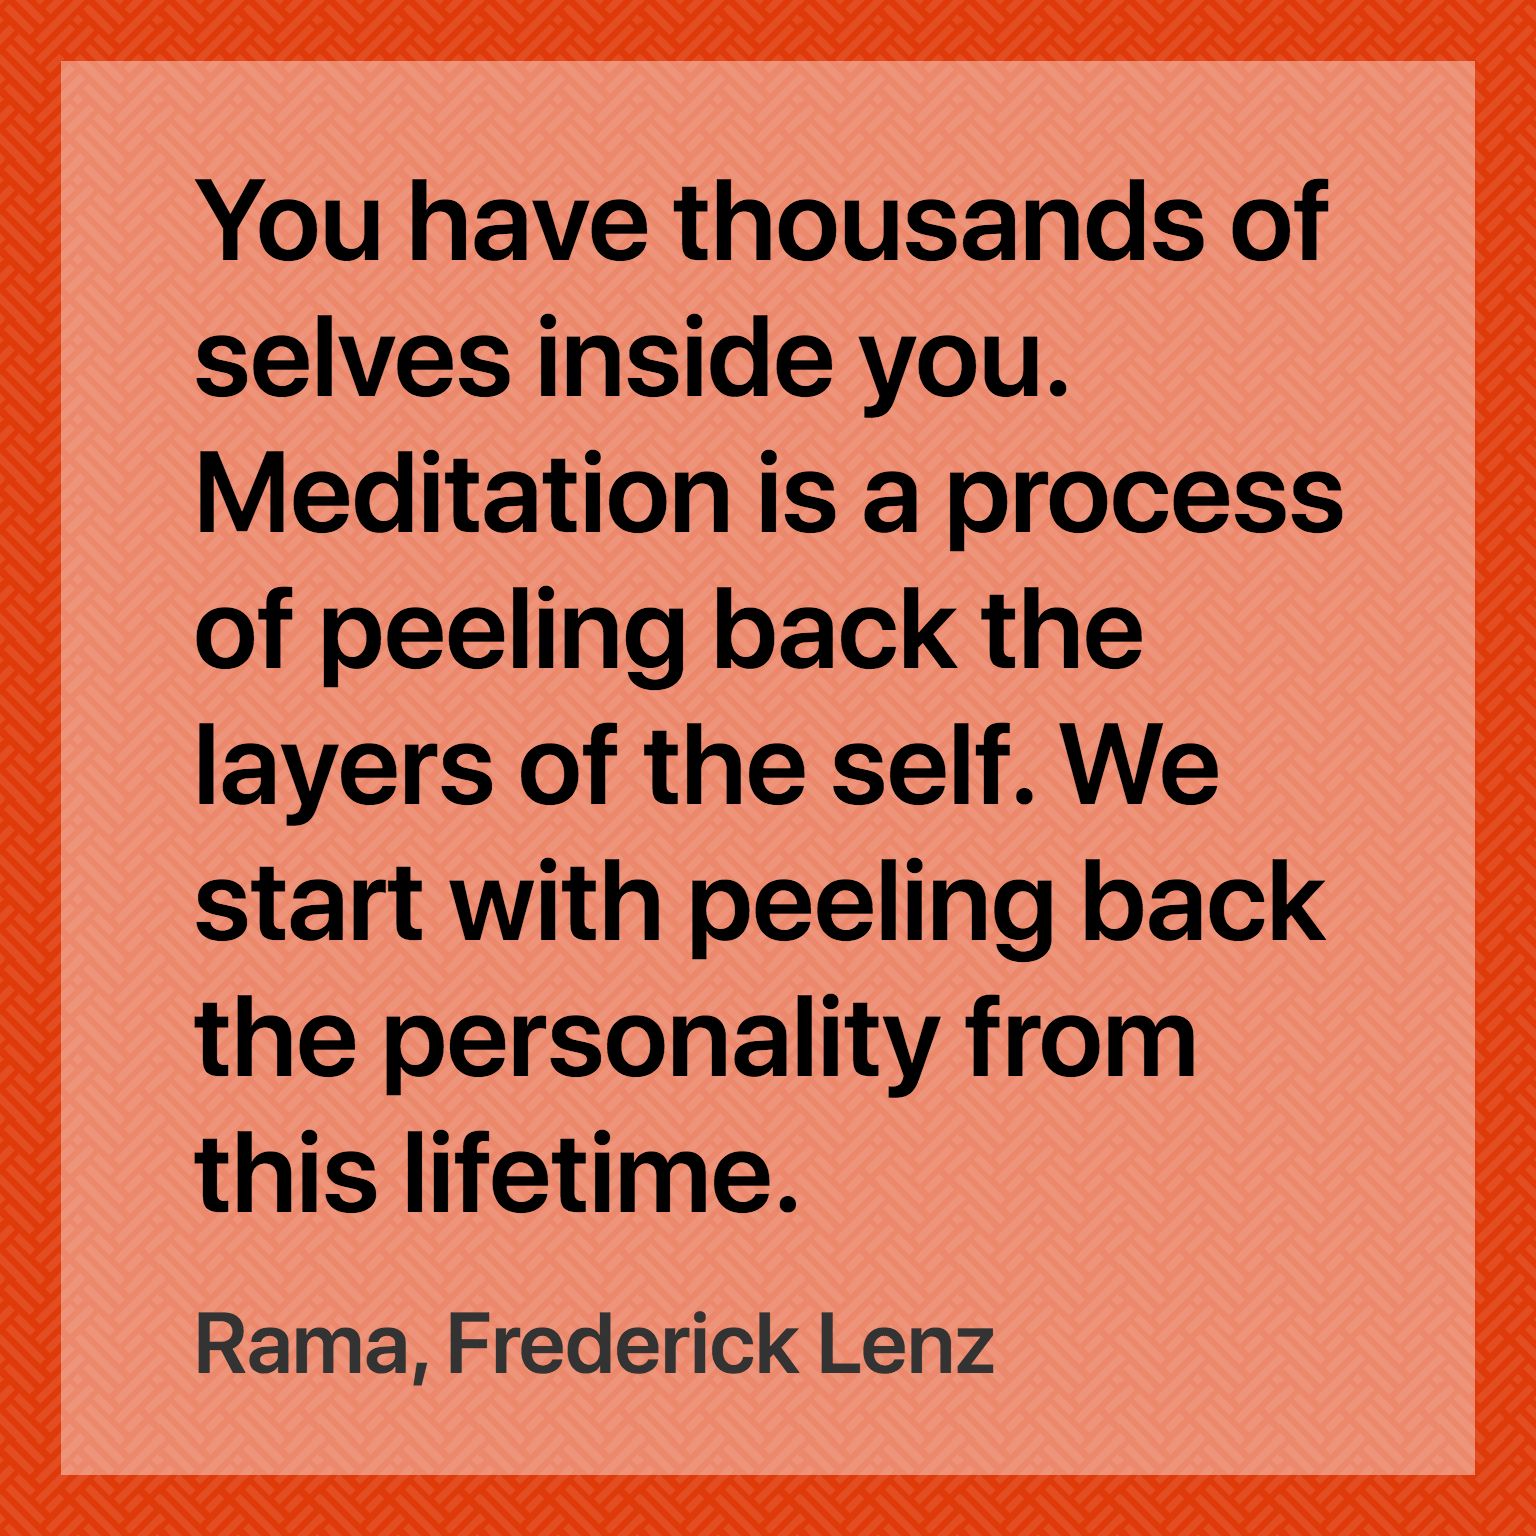 You have thousands of
selves inside you.
Meditation is a process
of peeling back the
layers of the self. We
start with peeling back
the personality from
this lifetime.
Rama, Frederick Lenz